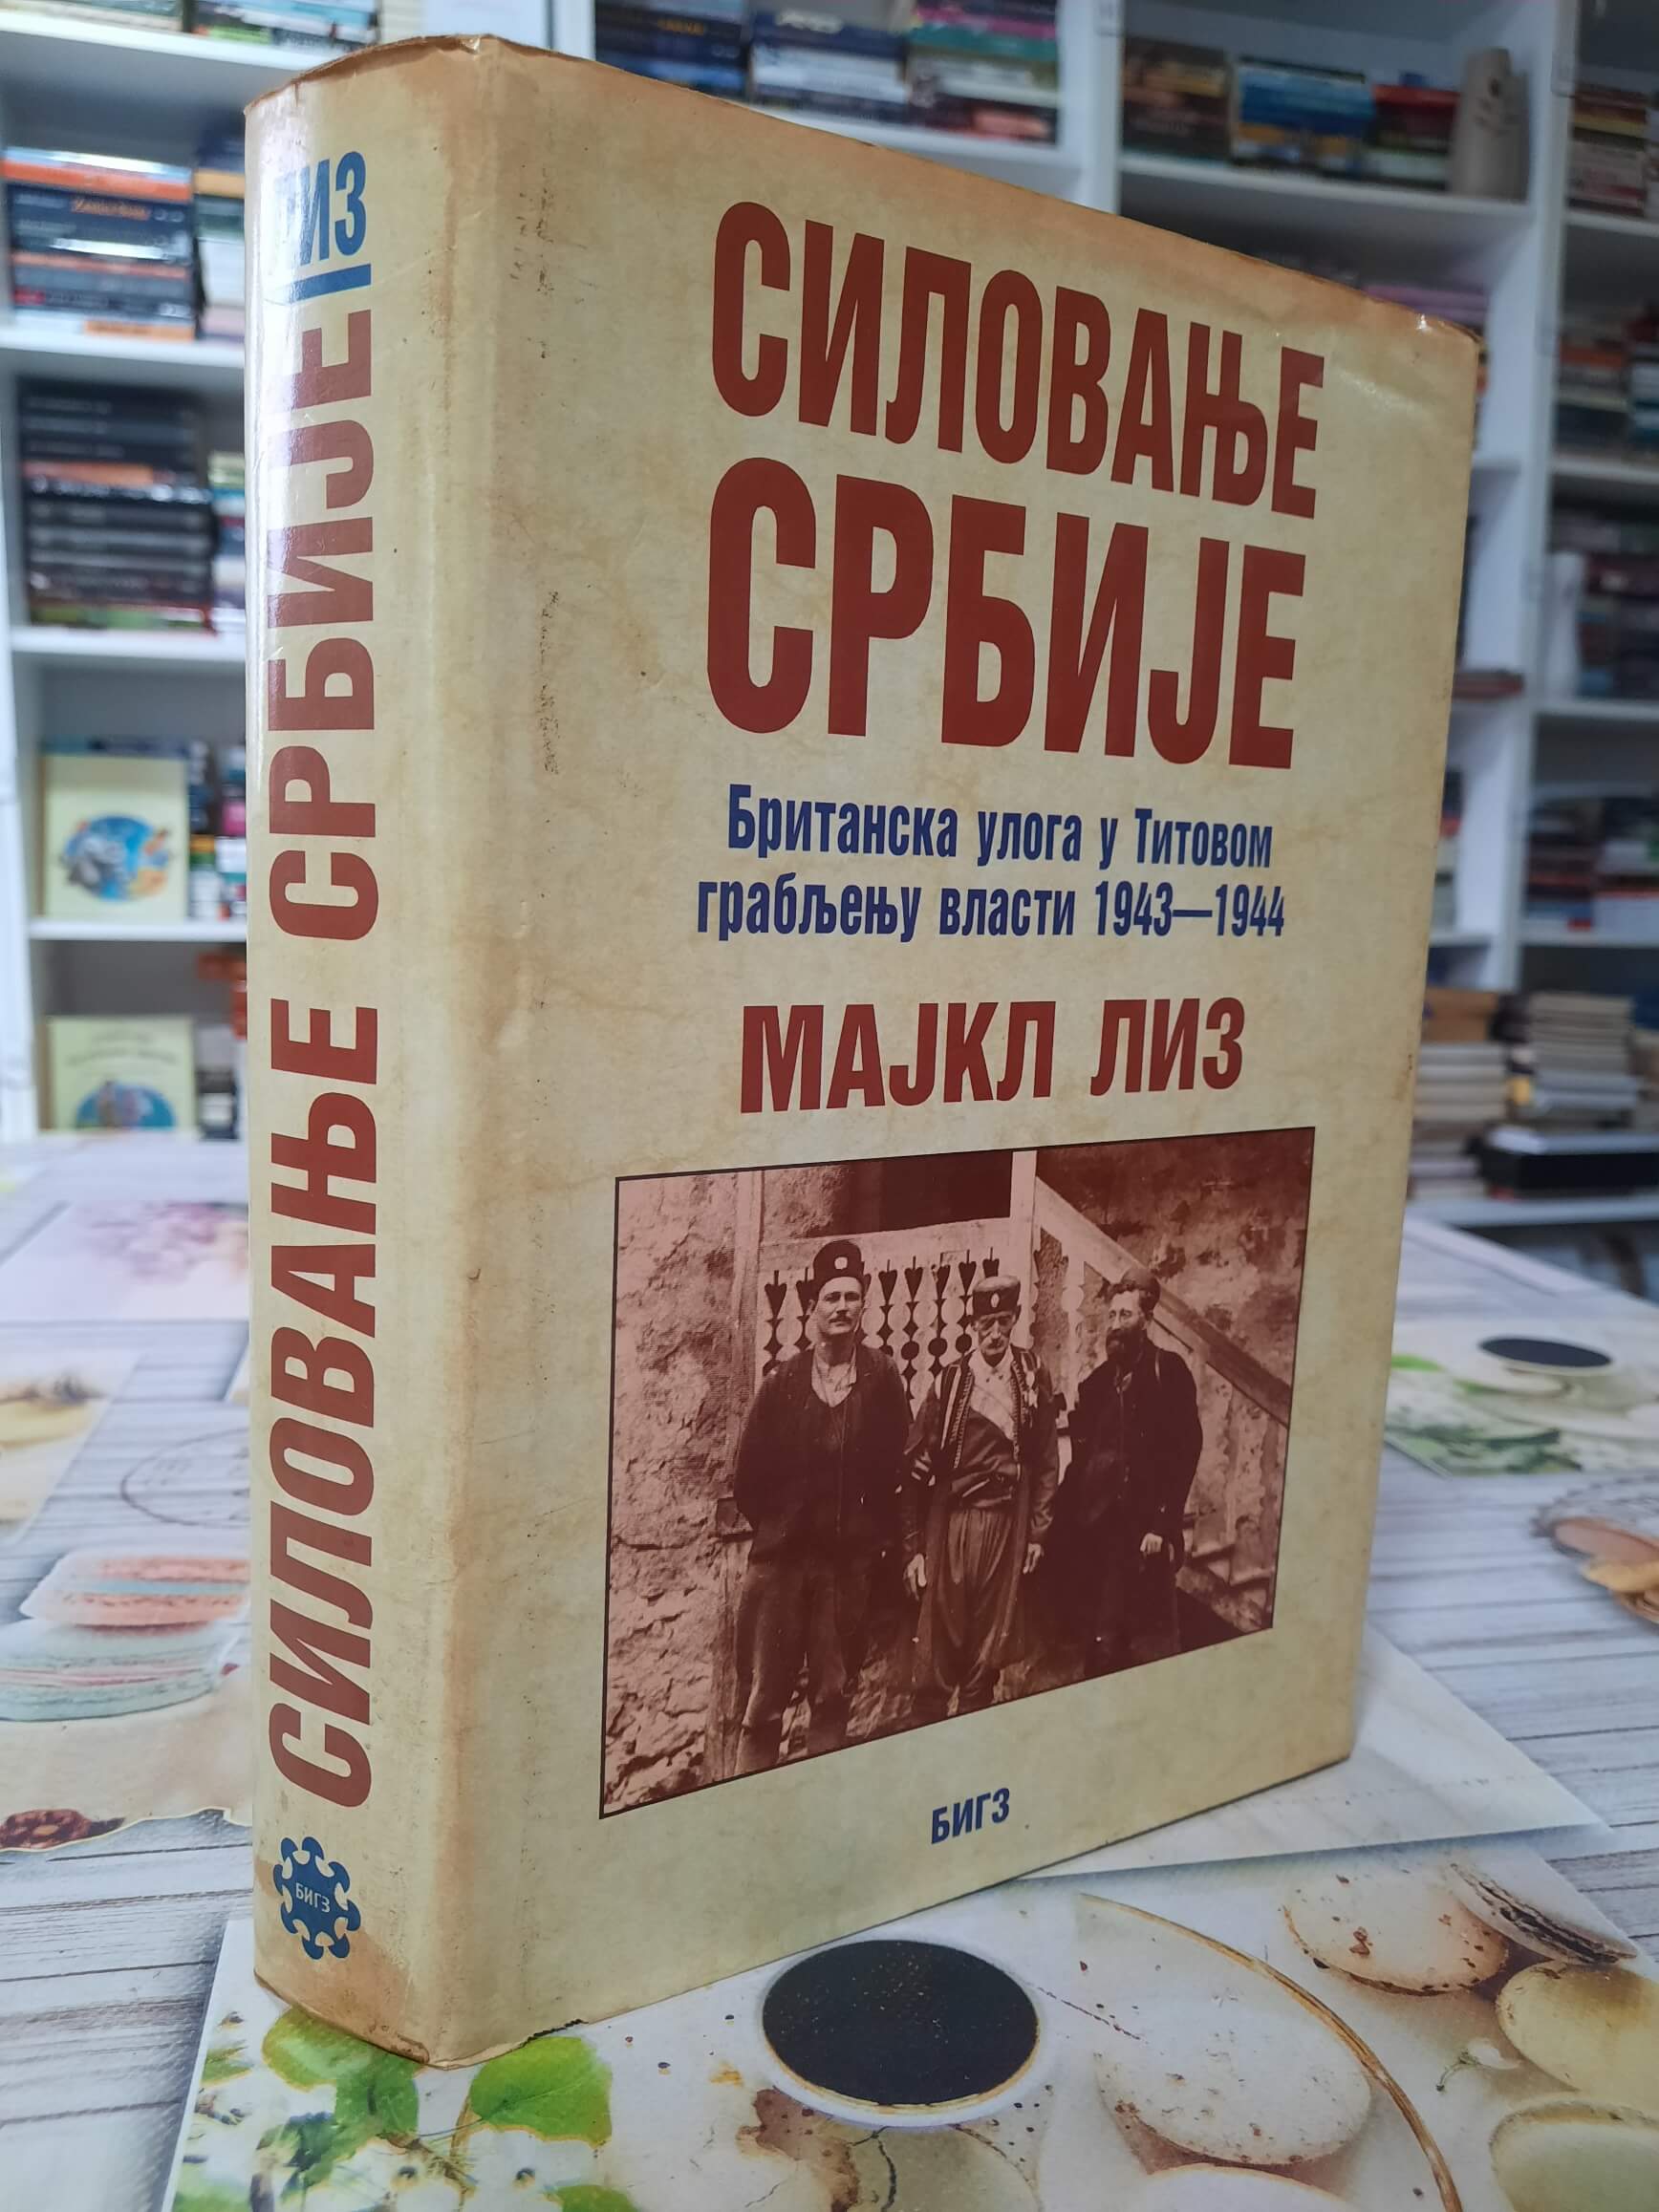 ЛИЗ
СИЛОВАЊЕ СРБИЈЕ
БИГЗ
СИЛОВАЊЕ
СРБИЈЕ
Британска улога у Титовом
грабљењу власти 1943—1944
МАЈКЛ ЛИЗ
БИГЗ